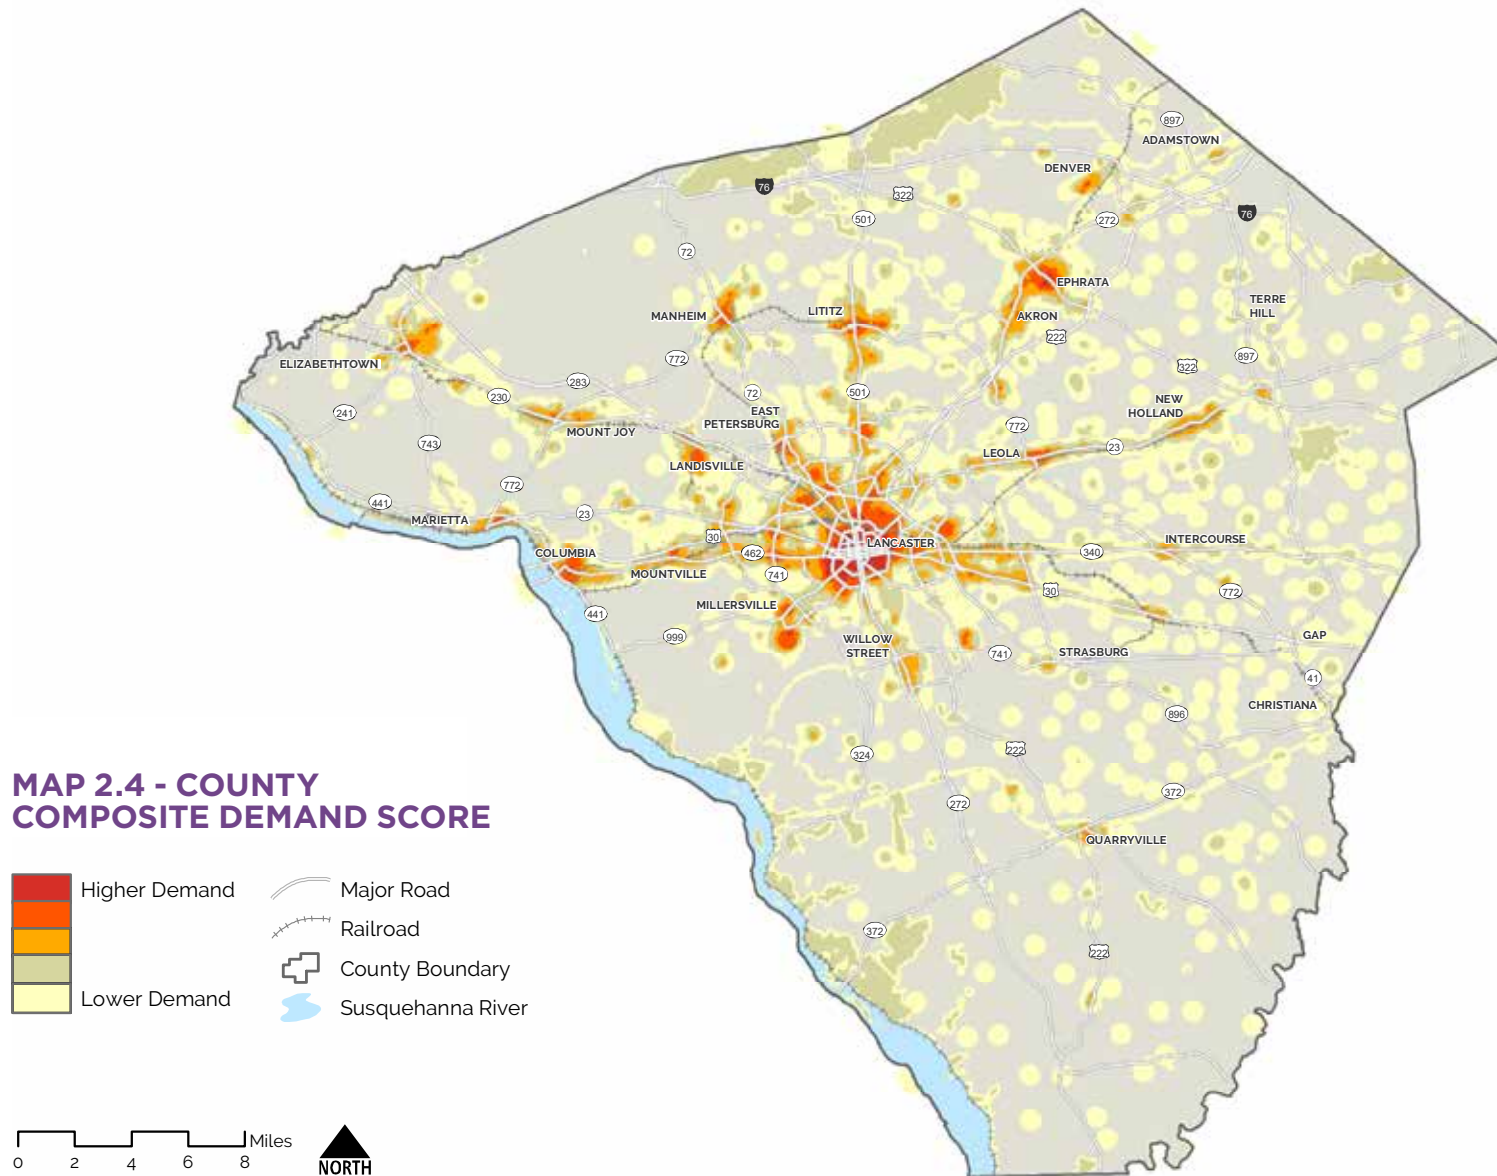 897
ADAMSTOWN
DENVER
76
322
501
272
76
72
EPHRATA
TERRE
HILL
MANHEIM
LITITZ
AKRON
222
ELIZABETHTOWN
772
897
322
283
230
72
501
NEW
HOLLAND
241
EAST
PETERSBURG
772
MOUNT JOY
743
23
LEOLA
LANDISVILLE
772
441
23
MARIETTA
30
LANCASTER
INTERCOURSE
COLUMBIA
462
340
MOUNTVILLE
741
30
772
MILLERSVILLE
441
999
WILLOW
STREET
GAP
741
STRASBURG
41
CHRISTIANA
896
324
222
372
272
QUARRYVILLE
372
222
MAP 2.4 - COUNTY
COMPOSITE DEMAND SCORE
Higher Demand
Lower Demand
Major Road
Railroad
County Boundary
Susquehanna River
0 2 4 6 8 Miles
NORTH